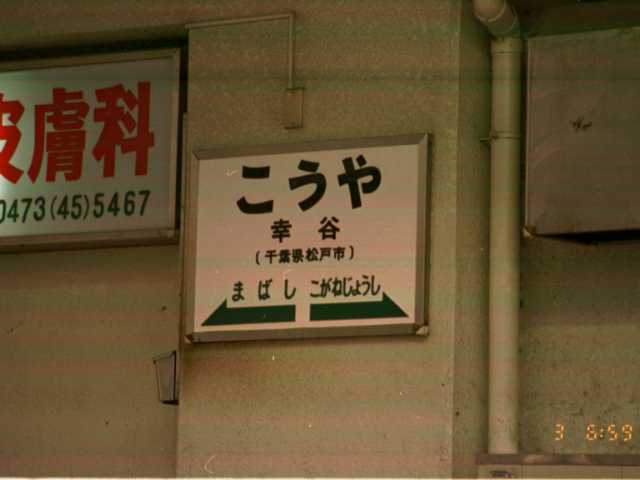 皮膚科
0473(45)5467
こうや
幸谷
(千葉県松戸市)
まばし こがねじょうし
3 6:59